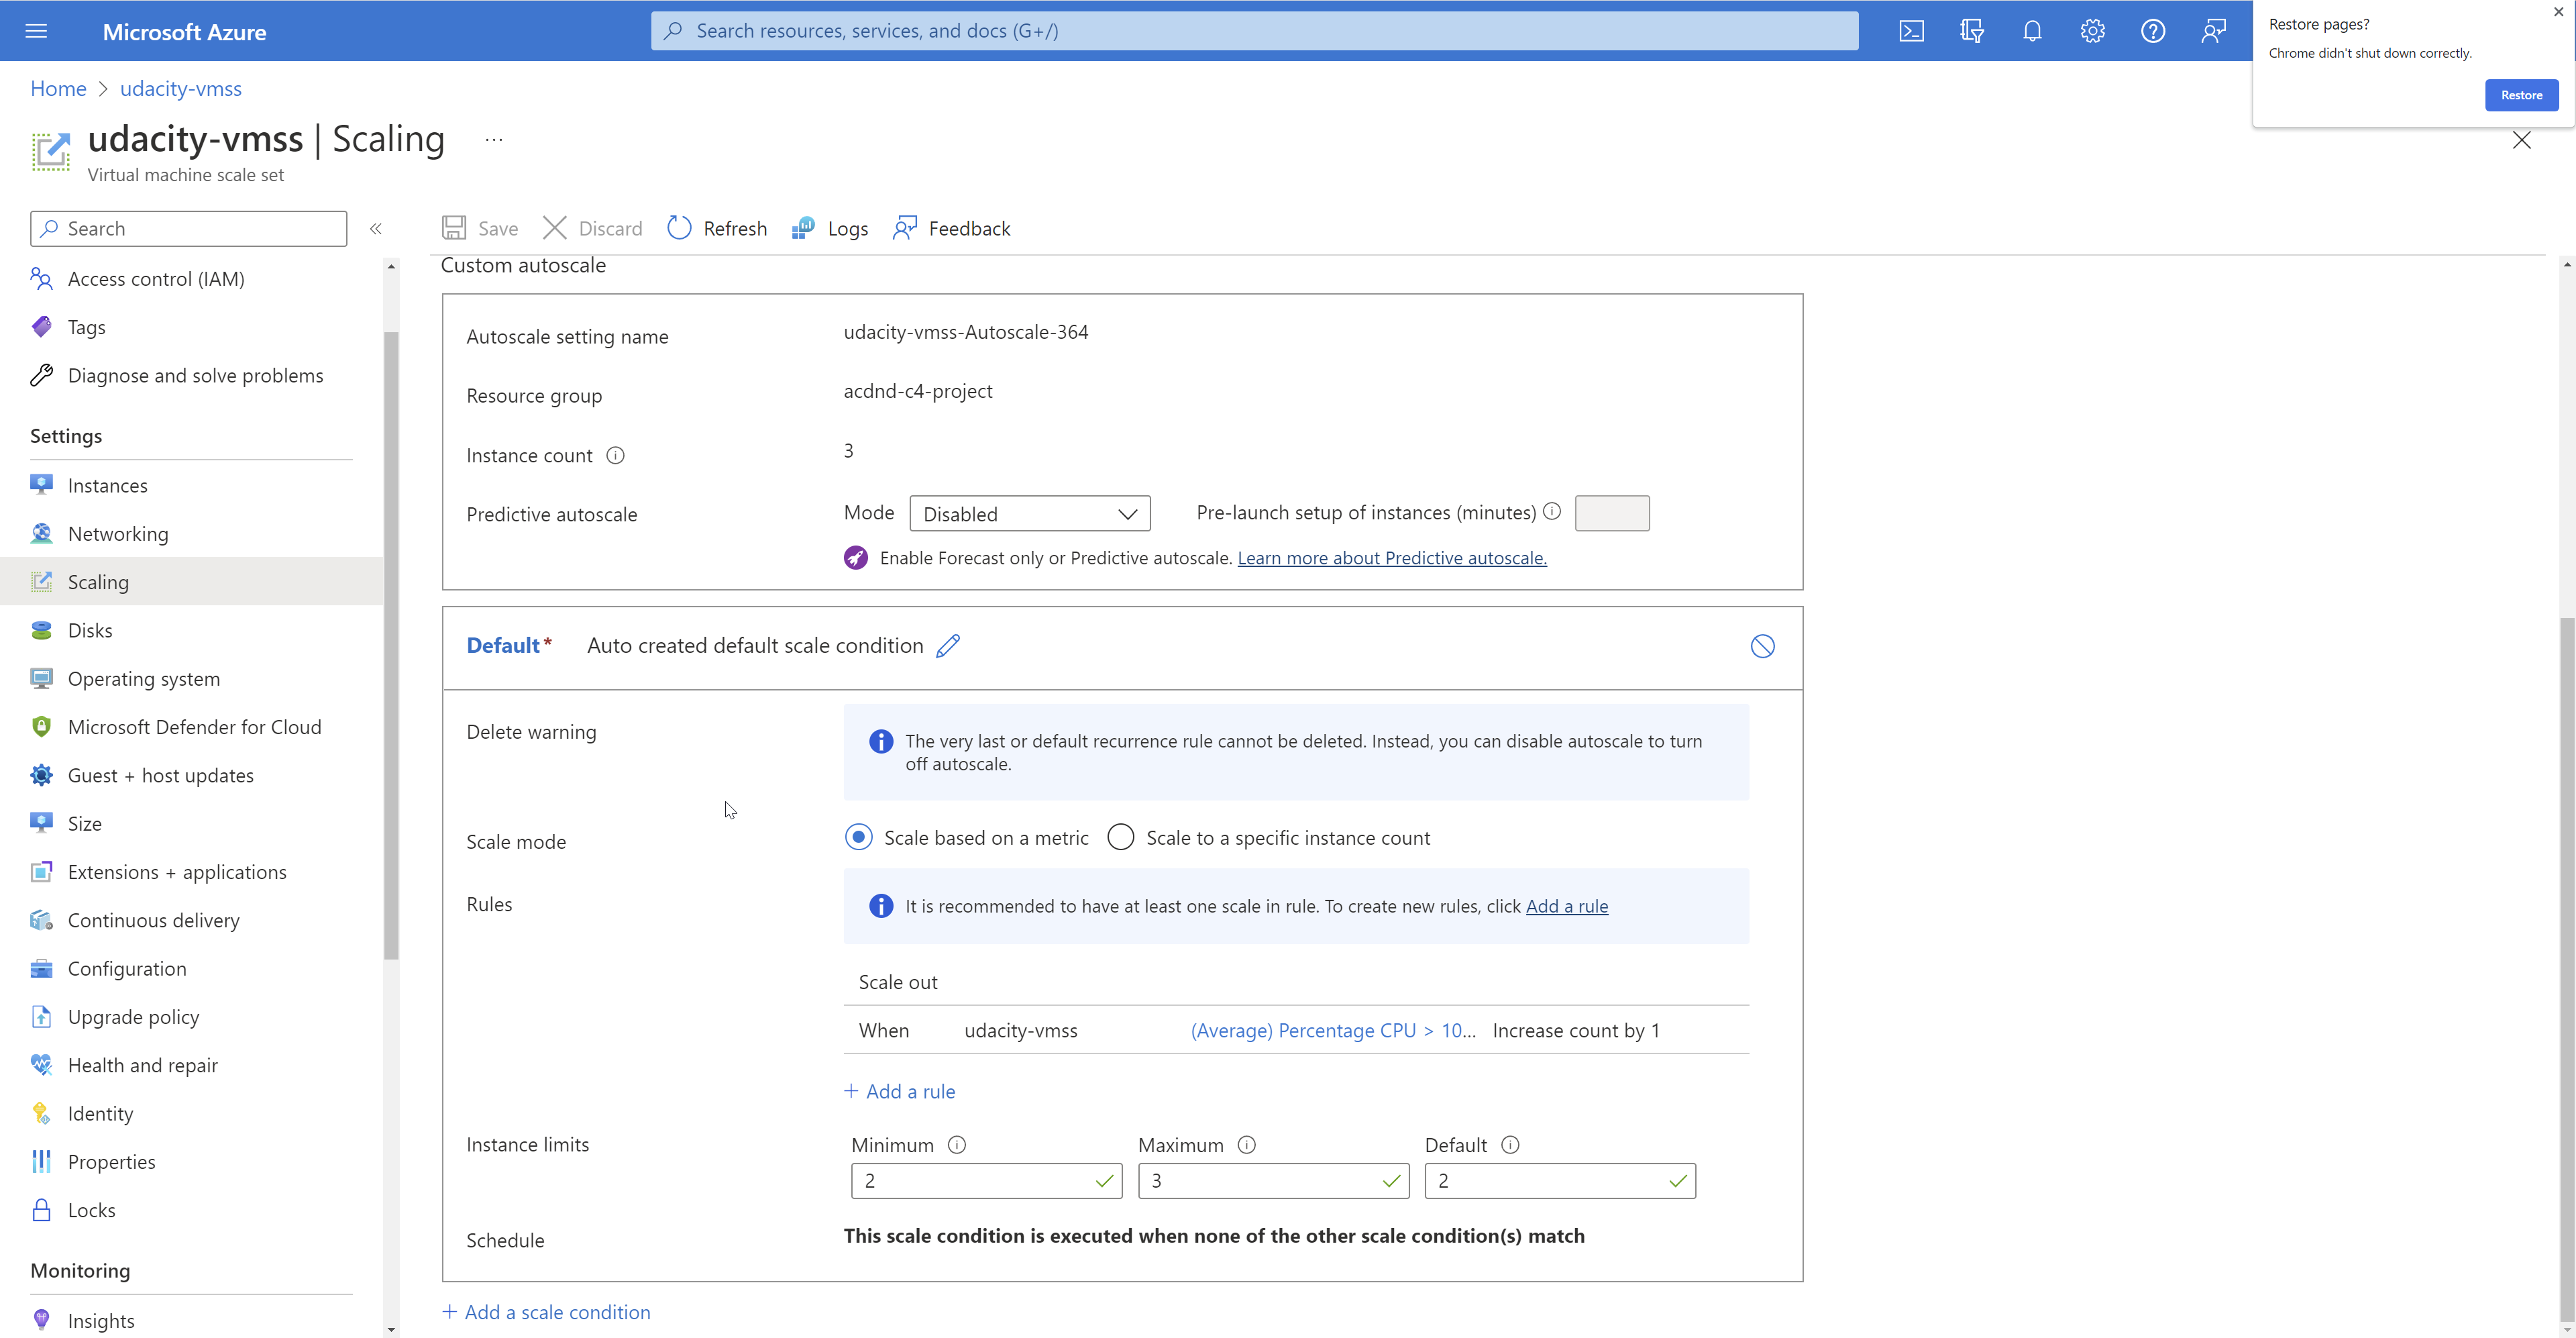 Microsoft Azure
Search resources, services, and docs (G+/)
Restore pages?
Chrome didn't shut down correctly.
Restore
Home > udacity-vmss
udacity-vmss | Scaling ...
Virtual machine scale set
Search
Save Discard Refresh Logs Feedback
Access control (IAM)
Tags
Diagnose and solve problems
Settings
Instances
Networking
Scaling
Disks
Operating system
Microsoft Defender for Cloud
Guest + host updates
Size
Extensions + applications
Continuous delivery
Configuration
Upgrade policy
Health and repair
Identity
Properties
Locks
Monitoring
Insights
Custom autoscale
Autoscale setting name udacity-vmss-Autoscale-364
Resource group acdnd-c4-project
Instance count 3
Predictive autoscale Mode Disabled Pre-launch setup of instances (minutes)
Enable Forecast only or Predictive autoscale. Learn more about Predictive autoscale.
Default* Auto created default scale condition
Delete warning The very last or default recurrence rule cannot be deleted. Instead, you can disable autoscale to turn
off autoscale.
Scale mode Scale based on a metric Scale to a specific instance count
Rules It is recommended to have at least one scale in rule. To create new rules, click Add a rule
Scale out
When udacity-vmss (Average) Percentage CPU > 10... Increase count by 1
+ Add a rule
Instance limits Minimum Maximum Default
2 3 2
Schedule This scale condition is executed when none of the other scale condition(s) match
+ Add a scale condition